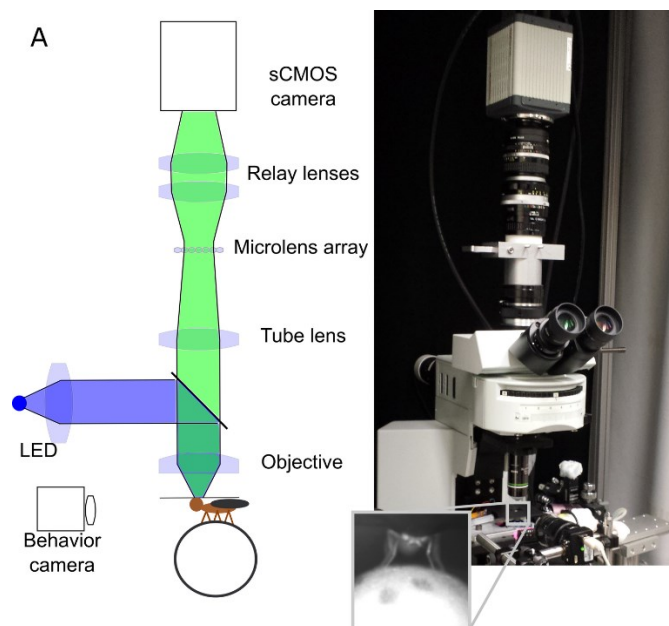 A
sCMOS
camera
Relay lenses
Microlens array
Tube lens
LED
Objective
Behavior
camera